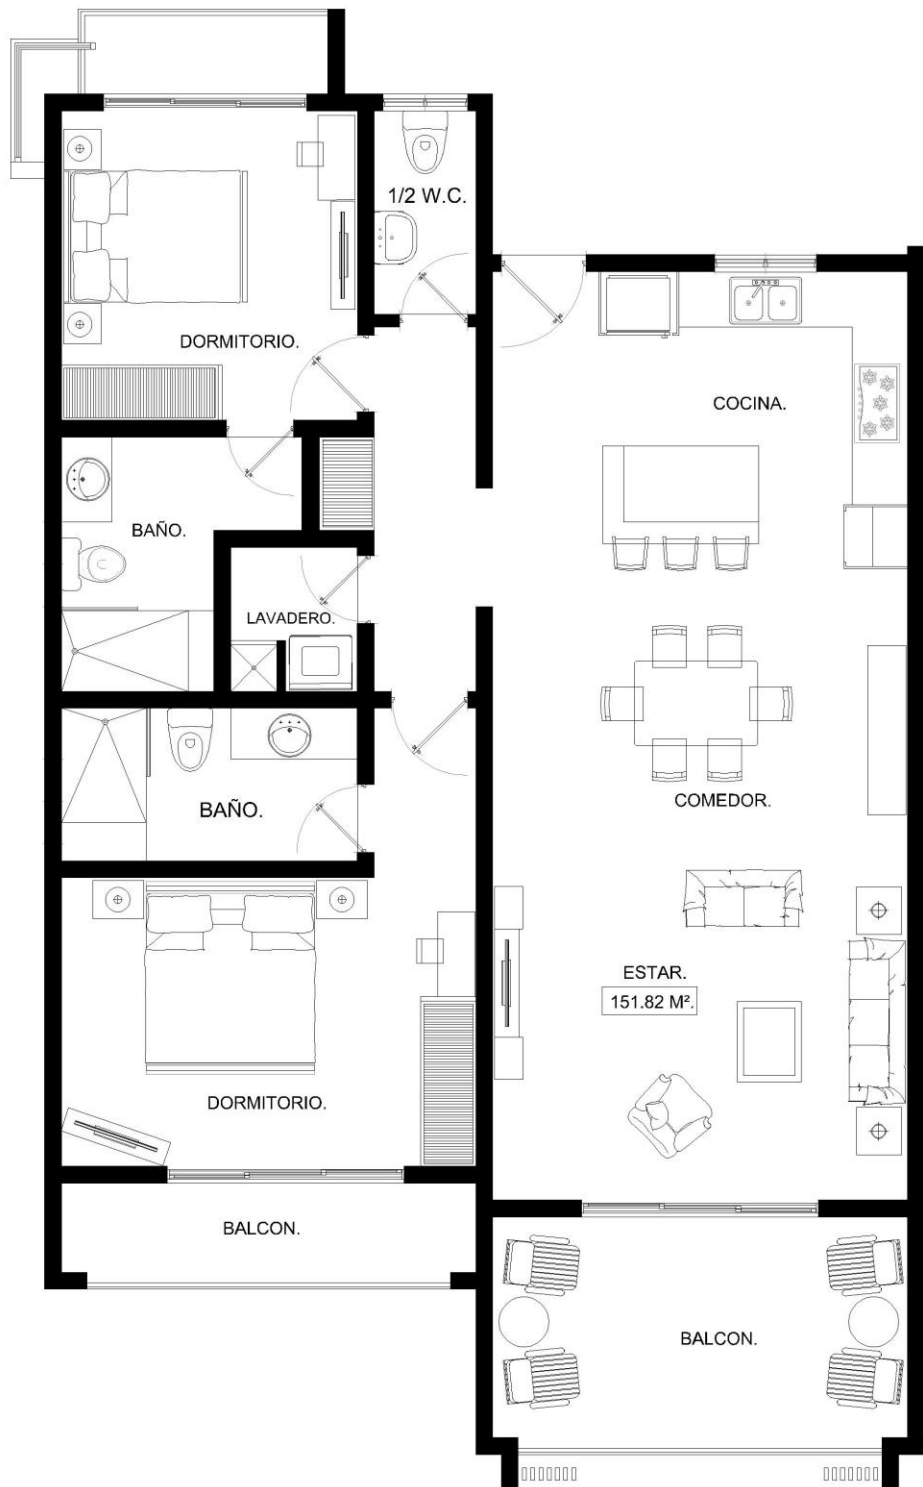 1/2 W.C.
DORMITORIO.
COCINA.
BAÑO.
LAVADERO.
COMEDOR.
BAÑO.
ESTAR.
151.82 M².
DORMITORIO.
BALCON.
BALCON.